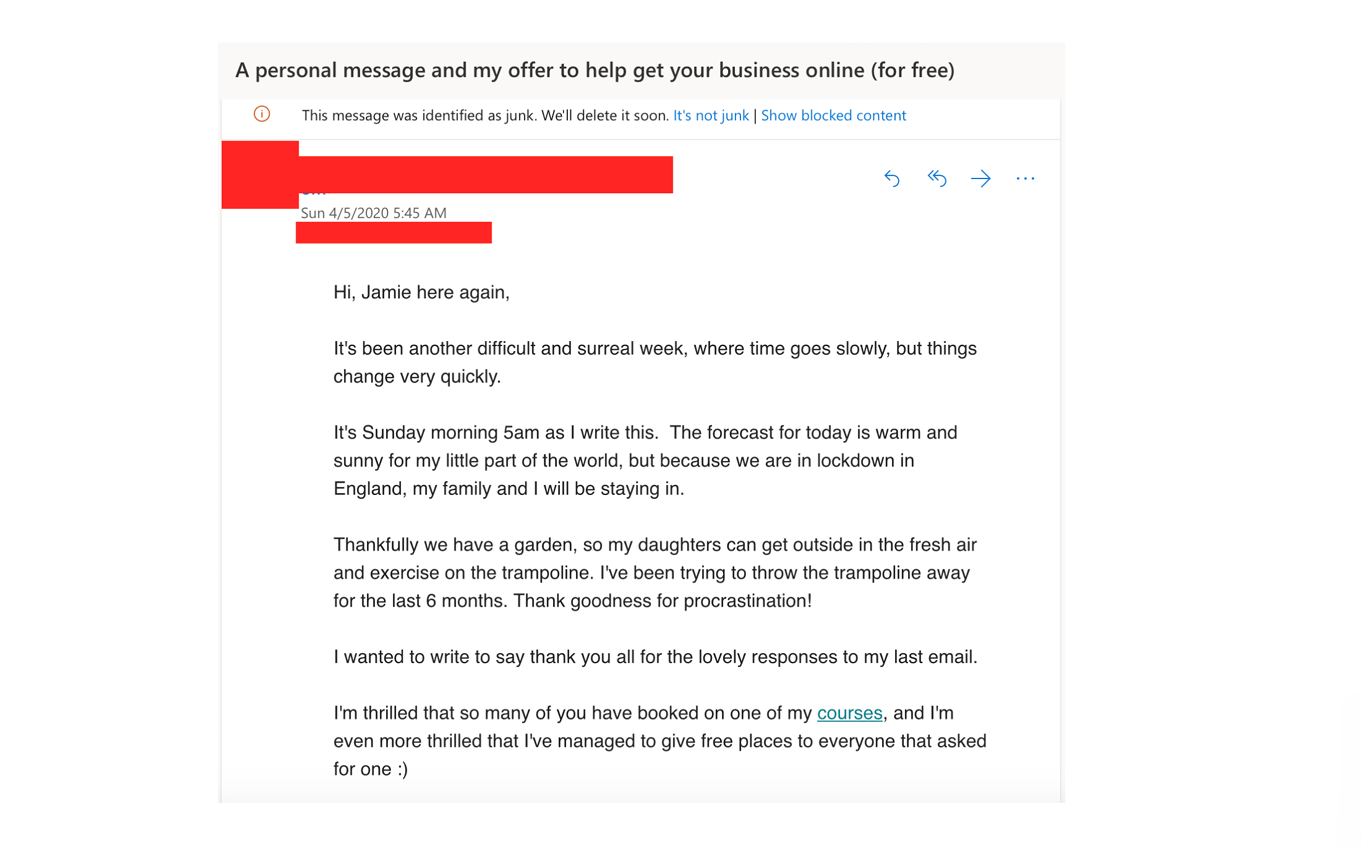 A personal message and my offer to help get your business online (for free)
This message was identified as junk. We'll delete it soon. It's not junk | Show blocked content
Sun 4/5/2020 5:45 AM
Hi, Jamie here again,
It's been another difficult and surreal week, where time goes slowly, but things
change very quickly.
It's Sunday morning 5am as I write this.  The forecast for today is warm and
sunny for my little part of the world, but because we are in lockdown in
England, my family and I will be staying in.
Thankfully we have a garden, so my daughters can get outside in the fresh air
and exercise on the trampoline. I've been trying to throw the trampoline away
for the last 6 months. Thank goodness for procrastination!
I wanted to write to say thank you all for the lovely responses to my last email.
I'm thrilled that so many of you have booked on one of my courses, and I'm
even more thrilled that I've managed to give free places to everyone that asked
for one :)